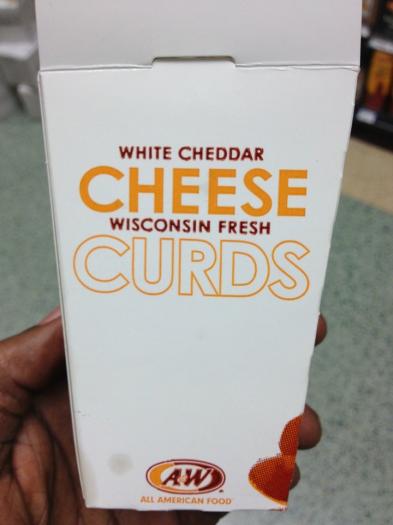 WHITE CHEDDAR
CHEESE
WISCONSIN FRESH
CURDS
A&W
ALL AMERICAN FOOD